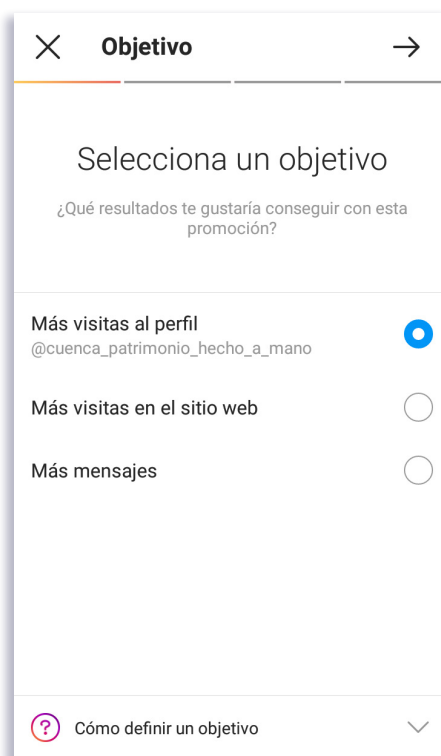 Objetivo
Selecciona un objetivo
¿Qué resultados te gustaría conseguir con esta
promoción?
Más visitas al perfil
@cuenca_patrimonio_hecho_a_mano
Más visitas en el sitio web
Más mensajes
? Cómo definir un objetivo